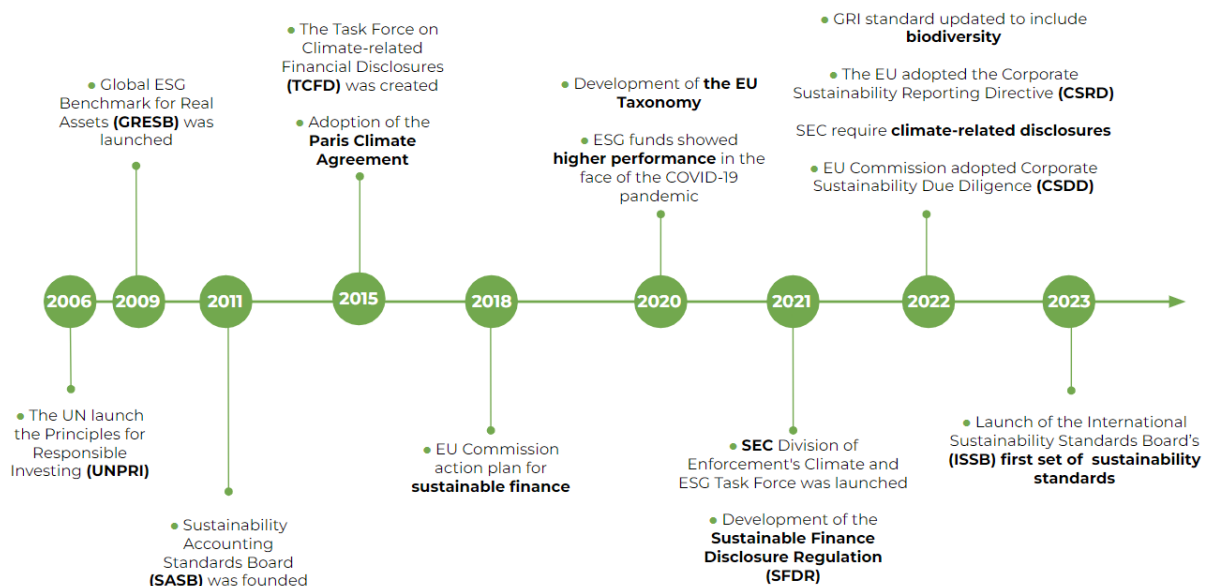 ● The Task Force on
Climate-related
Financial Disclosures
(TCFD) was created
● Adoption of the
Paris Climate
Agreement
● GRI standard updated to include
biodiversity
● The EU adopted the Corporate
Sustainability Reporting Directive (CSRD)
SEC require climate-related disclosures
● EU Commission adopted Corporate
Sustainability Due Diligence (CSDD)
● Global ESG
Benchmark for Real
Assets (GRESB) was
launched
● Development of the EU
Taxonomy
● ESG funds showed
higher performance in the
face of the COVID-19
pandemic
2006
2009
2011
2015
2018
2020
2021
2022
2023
● The UN launch
the Principles for
Responsible
Investing (UNPRI)
● Sustainability
Accounting
Standards Board
(SASB) was founded
● EU Commission
action plan for
sustainable finance
● SEC Division of
Enforcement's Climate and
ESG Task Force was launched
● Development of the
Sustainable Finance
Disclosure Regulation
(SFDR)
● Launch of the International
Sustainability Standards Board's
(ISSB) first set of sustainability
standards